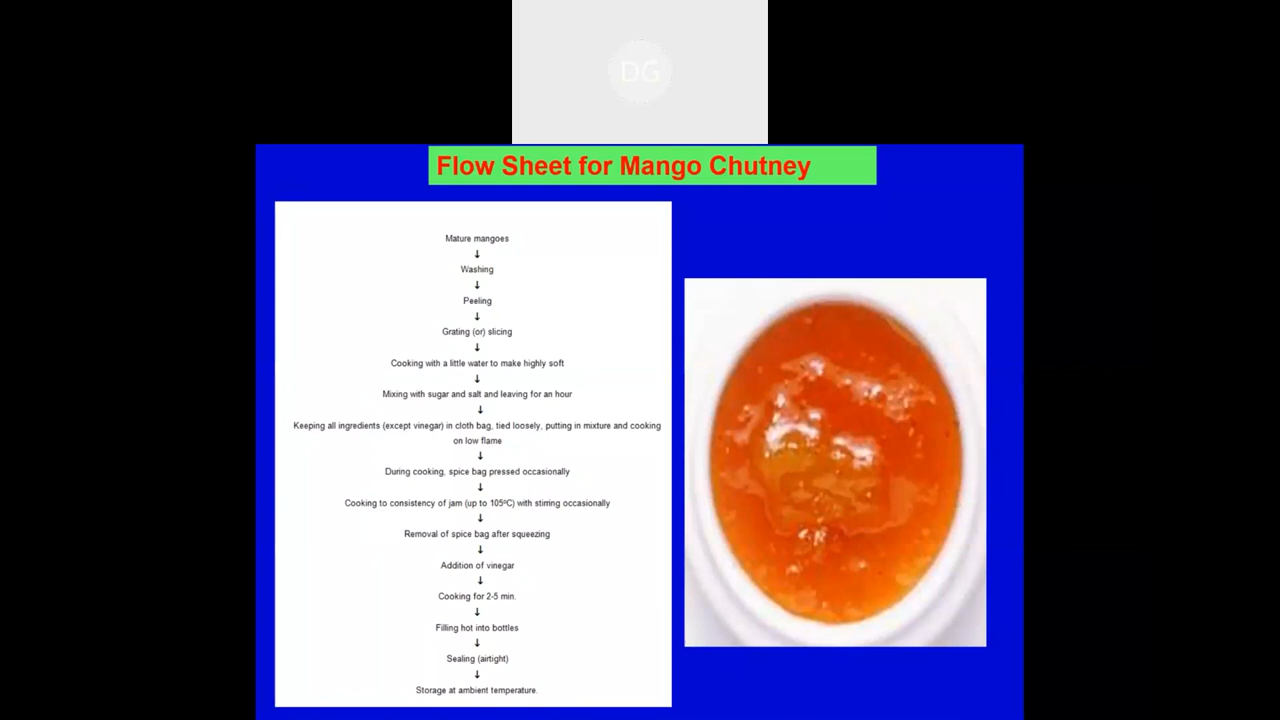 DG
Flow Sheet for Mango Chutney
Mature mangoes
↓
Washing
↓
Peeling
↓
Grating (or) slicing
↓
Cooking with a little water to make highly soft
↓
Mixing with sugar and salt and leaving for an hour
↓
Keeping all ingredients (except vinegar) in cloth bag, tied loosely, putting in mixture and cooking
on low flame
↓
During cooking, spice bag pressed occasionally
↓
Cooking to consistency of jam (up to 105ºC) with stirring occasionally
↓
Removal of spice bag after squeezing
↓
Addition of vinegar
↓
Cooking for 2-5 min.
↓
Filling hot into bottles
↓
Sealing (airtight)
↓
Storage at ambient temperature.